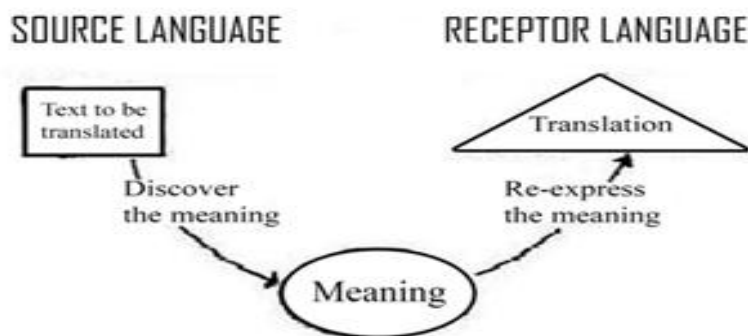 SOURCE LANGUAGE
RECEPTOR LANGUAGE
Text to be
translated
Translation
Discover
the meaning
Re-express
the meaning
Meaning